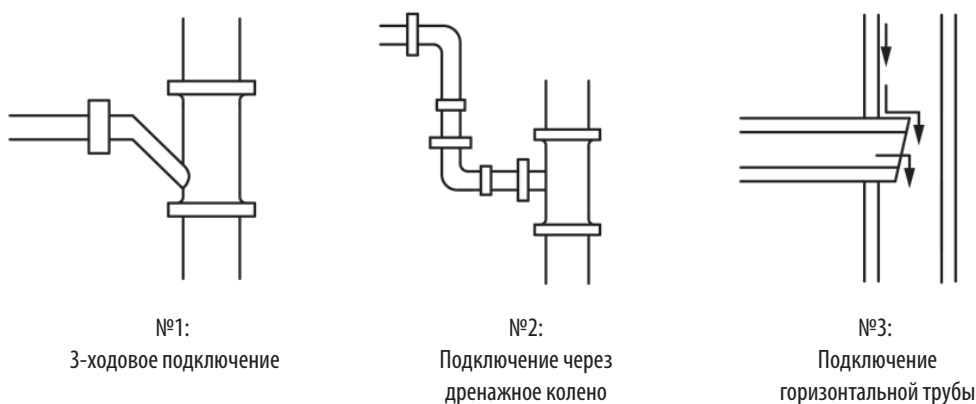 №1:
3-ходовое подключение
№2:
Подключение через
дренажное колено
№3:
Подключение
горизонтальной трубы